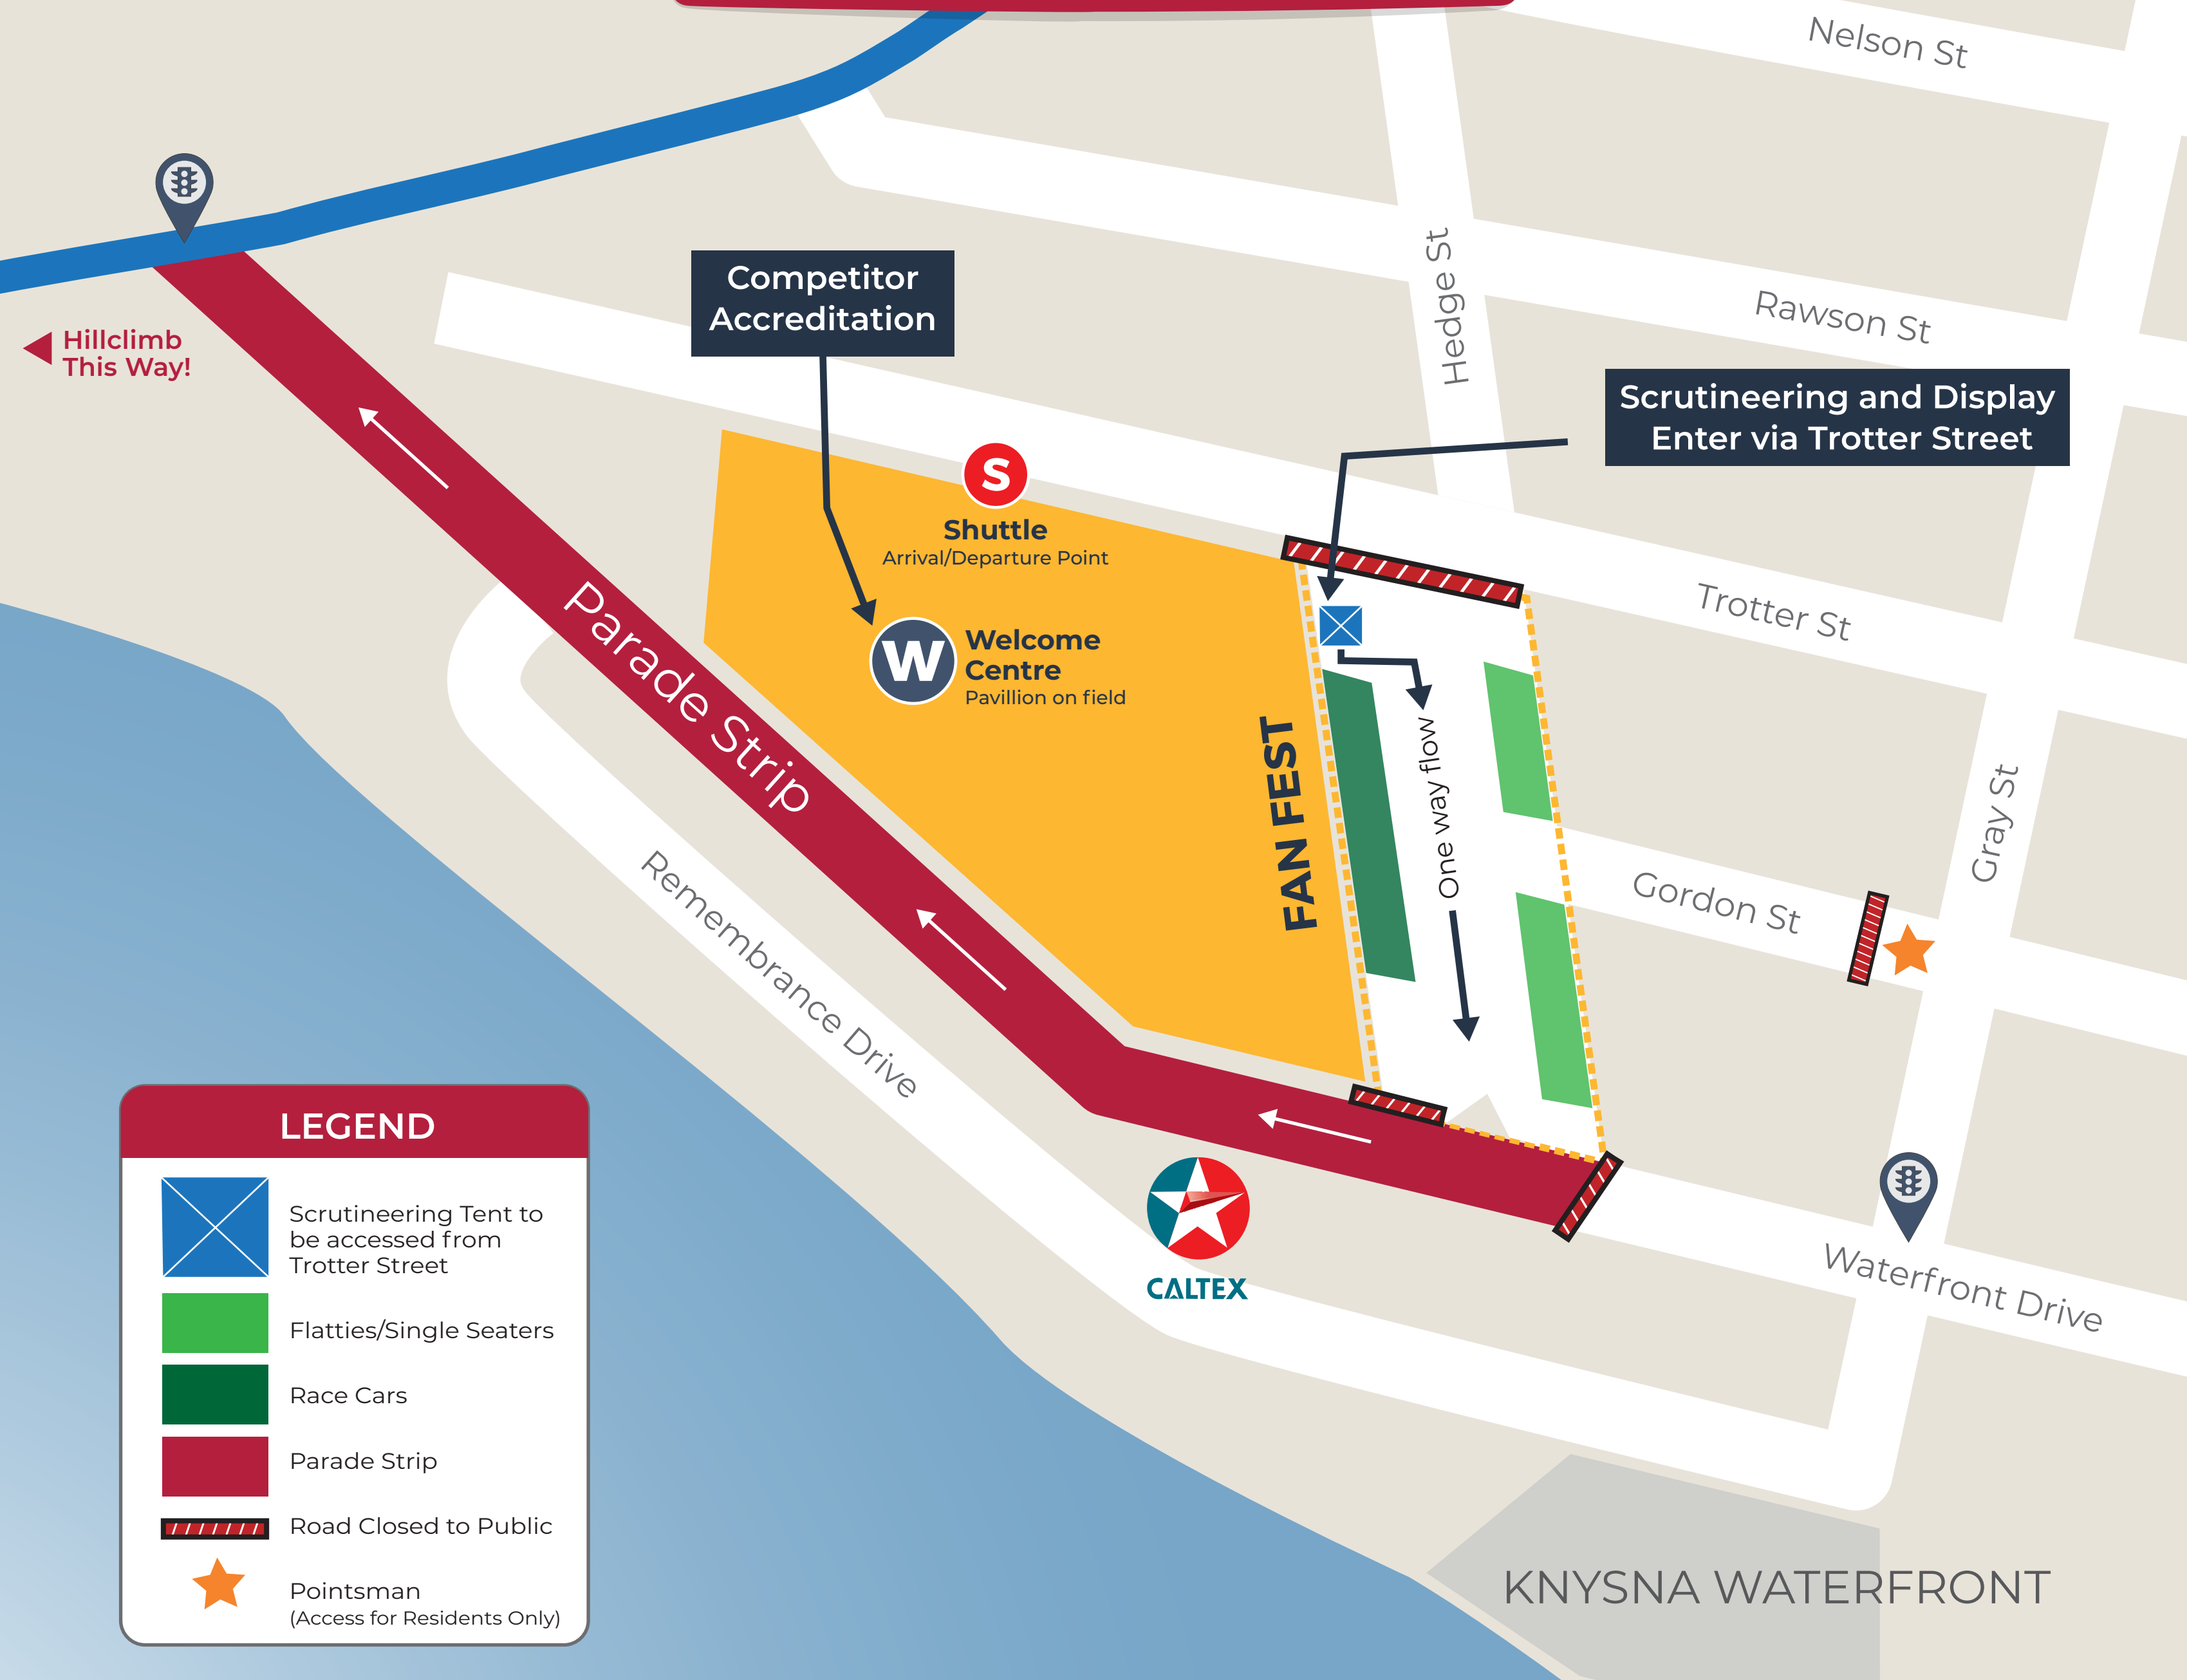 Nelson St
Hedge St
Rawson St
Competitor
Accreditation
Hillclimb
This Way!
Scrutineering and Display
Enter via Trotter Street
S
Shuttle
Arrival/Departure Point
Trotter St
W
Welcome
Centre
Pavillion on field
Parade Strip
FAN FEST
One way flow
Gray St
Gordon St
Remembrance Drive
CALTEX
Waterfront Drive
KNYSNA WATERFRONT
LEGEND
Scrutineering Tent to
be accessed from
Trotter Street
Flatties/Single Seaters
Race Cars
Parade Strip
Road Closed to Public
Pointsman
(Access for Residents Only)